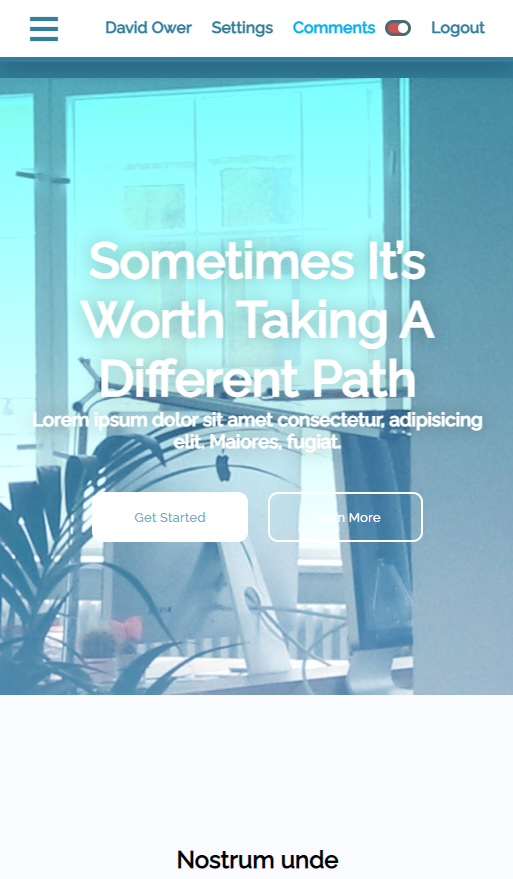 David Ower Settings Comments Logout
Sometimes It's
Worth Taking A
Different Path
Lorem ipsum dolor sit amet consectetur, adipisicing
elit. Maiores, fugiat.
Get Started
Learn More
Nostrum unde